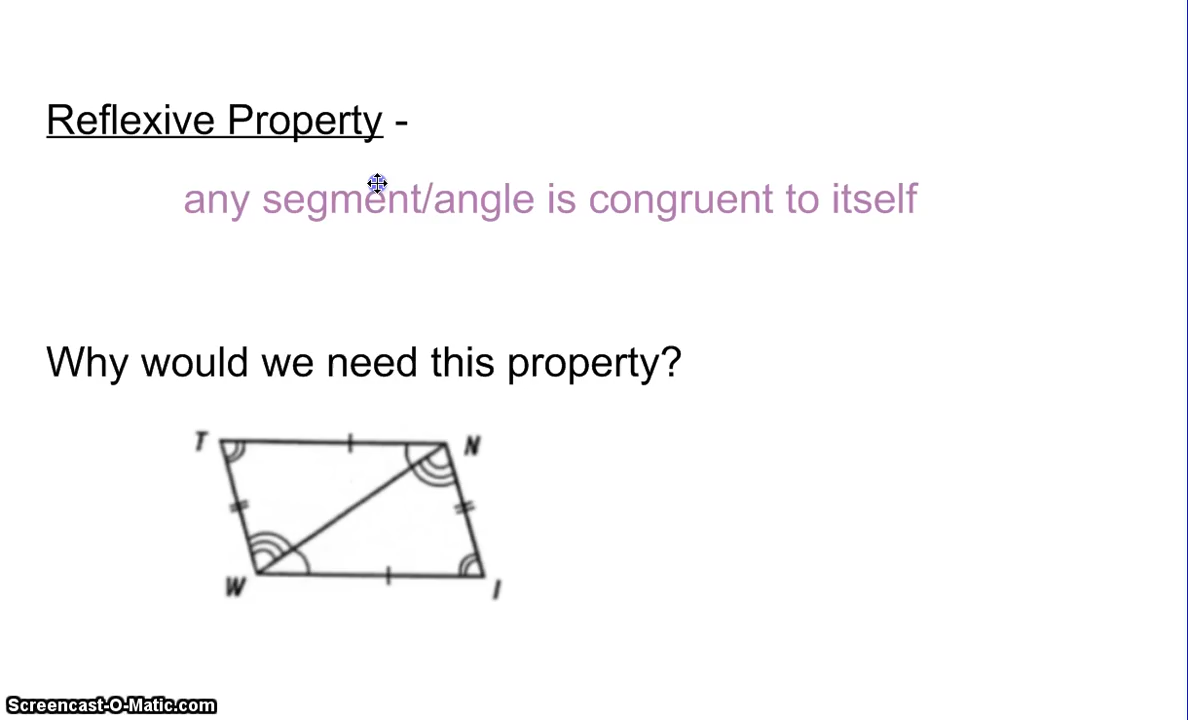 Reflexive Property -
any segment/angle is congruent to itself
Why would we need this property?
T
N
W
I
Screencast-O-Matic.com